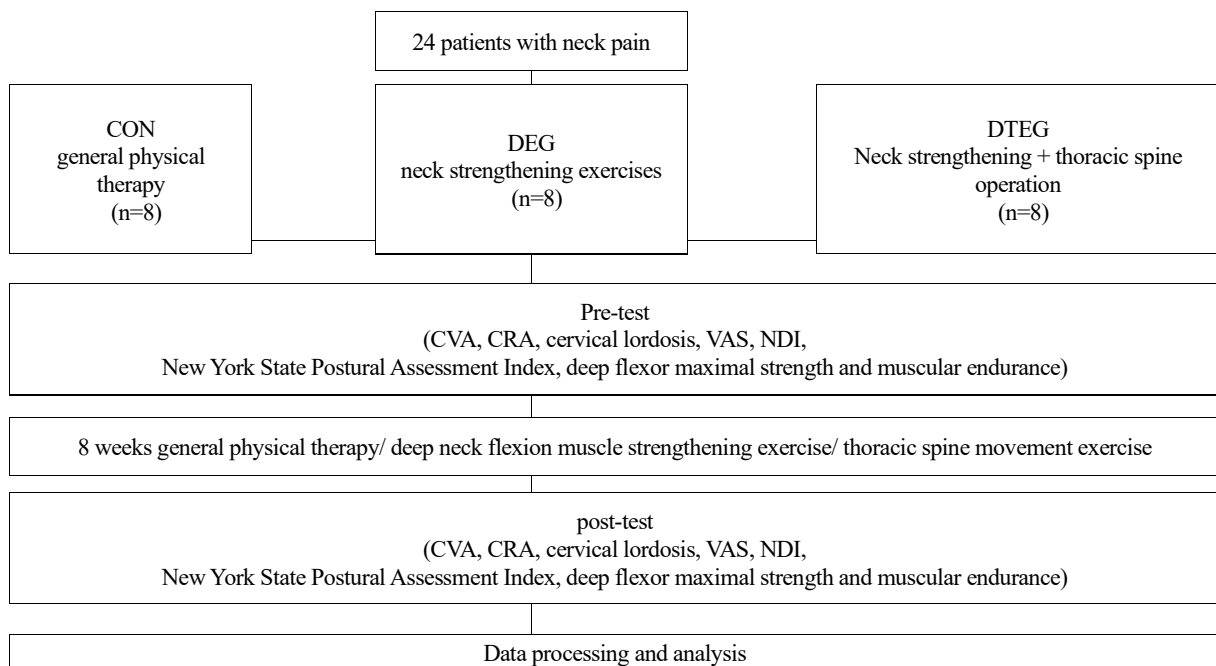 24 patients with neck pain
CON
general physical
therapy
(n=8)
DEG
neck strengthening exercises
(n=8)
DTEG
Neck strengthening + thoracic spine
operation
(n=8)
Pre-test
(CVA, CRA, cervical lordosis, VAS, NDI,
New York State Postural Assessment Index, deep flexor maximal strength and muscular endurance)
8 weeks general physical therapy/ deep neck flexion muscle strengthening exercise/ thoracic spine movement exercise
post-test
(CVA, CRA, cervical lordosis, VAS, NDI,
New York State Postural Assessment Index, deep flexor maximal strength and muscular endurance)
Data processing and analysis